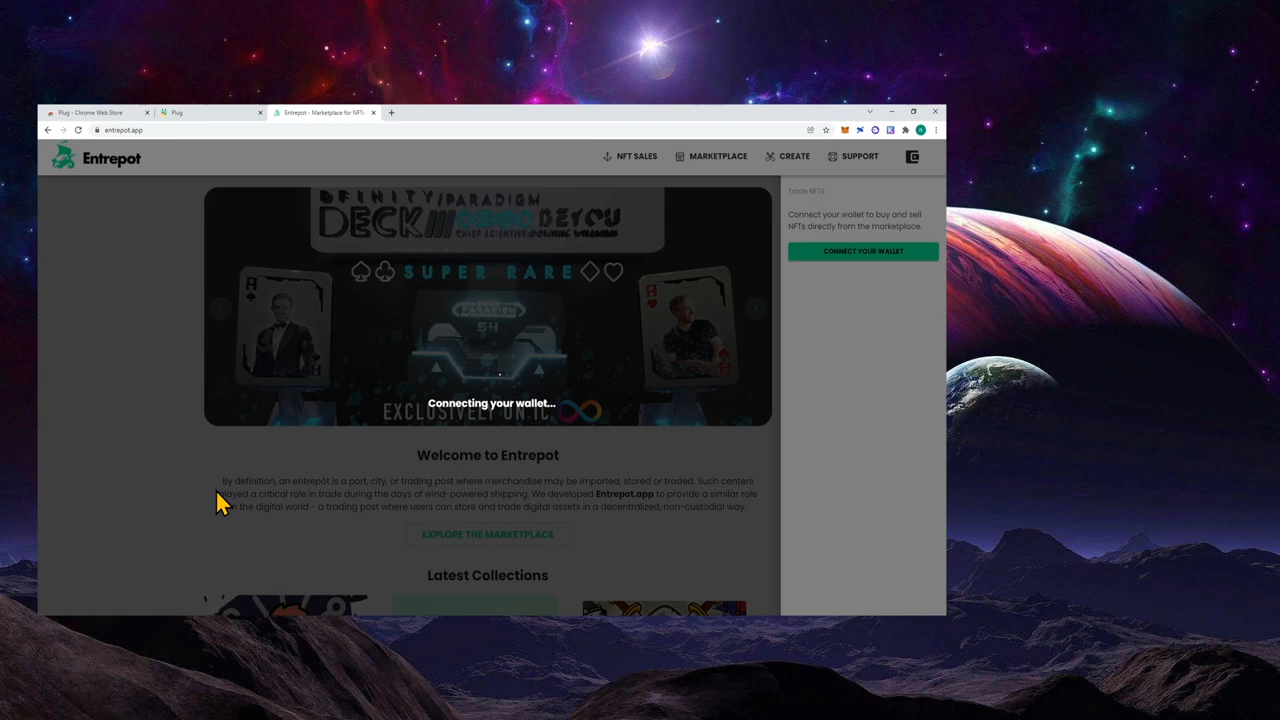 Plug - Chrome Web Store
Plug
Entrepot - Marketplace for NFTs
entrepot.app
Entrepot
NFT SALES
MARKETPLACE
CREATE
SUPPORT
Trade NFTS
Connect your wallet to buy and sell
NFTs directly from the marketplace.
CONNECT YOUR WALLET
DFINITY/PARADIGM
DECK/// DEYOU
SUPER RARE
PARADIGM
54
Connecting your wallet...
EXCLUSIVELY ON IC
Welcome to Entrepot
By definition, an entrepôt is a port, city, or trading post where merchandise may be imported, stored or traded. Such centers
played a critical role in trade during the days of wind-powered shipping. We developed Entrepot.app to provide a similar role
the digital world - a trading post where users can store and trade digital assets in a decentralized, non-custodial way.
EXPLORE THE MARKETPLACE
Latest Collections